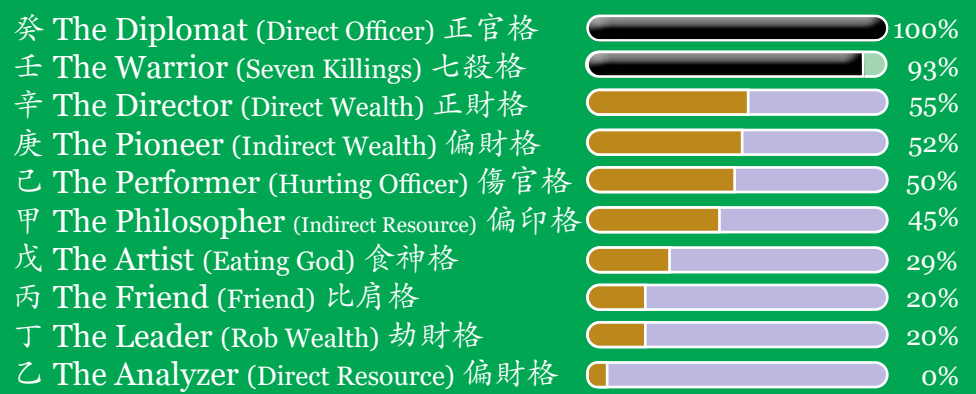 癸 The Diplomat (Direct Officer) 正官格 100%
壬 The Warrior (Seven Killings) 七殺格 93%
辛 The Director (Direct Wealth) 正財格 55%
庚 The Pioneer (Indirect Wealth) 偏財格 52%
己 The Performer (Hurting Officer) 傷官格 50%
甲 The Philosopher (Indirect Resource) 偏印格 45%
戊 The Artist (Eating God) 食神格 29%
丙 The Friend (Friend) 比肩格 20%
丁 The Leader (Rob Wealth) 劫財格 20%
乙 The Analyzer (Direct Resource) 偏財格 0%